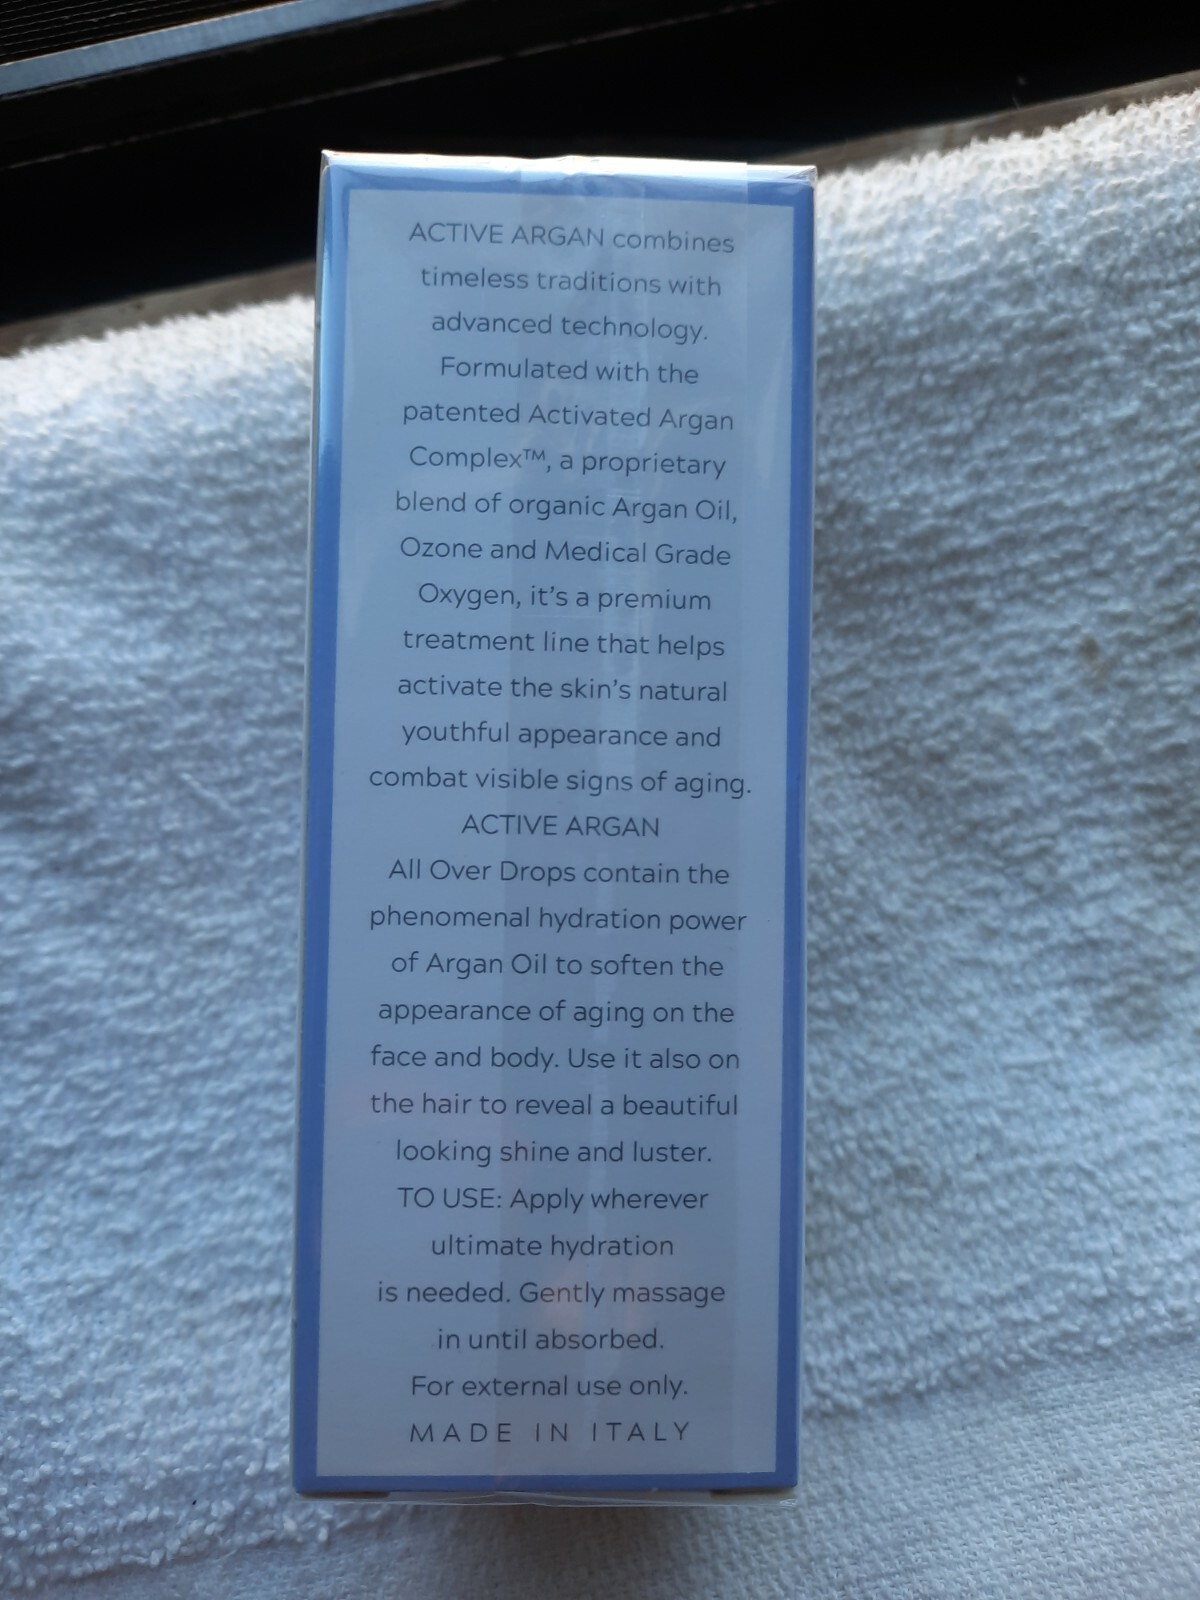 ACTIVE ARGAN combines
timeless traditions with
advanced technology.
Formulated with the
patented Activated Argan
Complex™, a proprietary
blend of organic Argan Oil,
Ozone and Medical Grade
Oxygen, it's a premium
treatment line that helps
activate the skin's natural
youthful appearance and
combat visible signs of aging.
ACTIVE ARGAN
All Over Drops contain the
phenomenal hydration power
of Argan Oil to soften the
appearance of aging on the
face and body. Use it also on
the hair to reveal a beautiful
looking shine and luster.
TO USE: Apply wherever
ultimate hydration
is needed. Gently massage
in until absorbed.
For external use only.
MADE IN ITALY